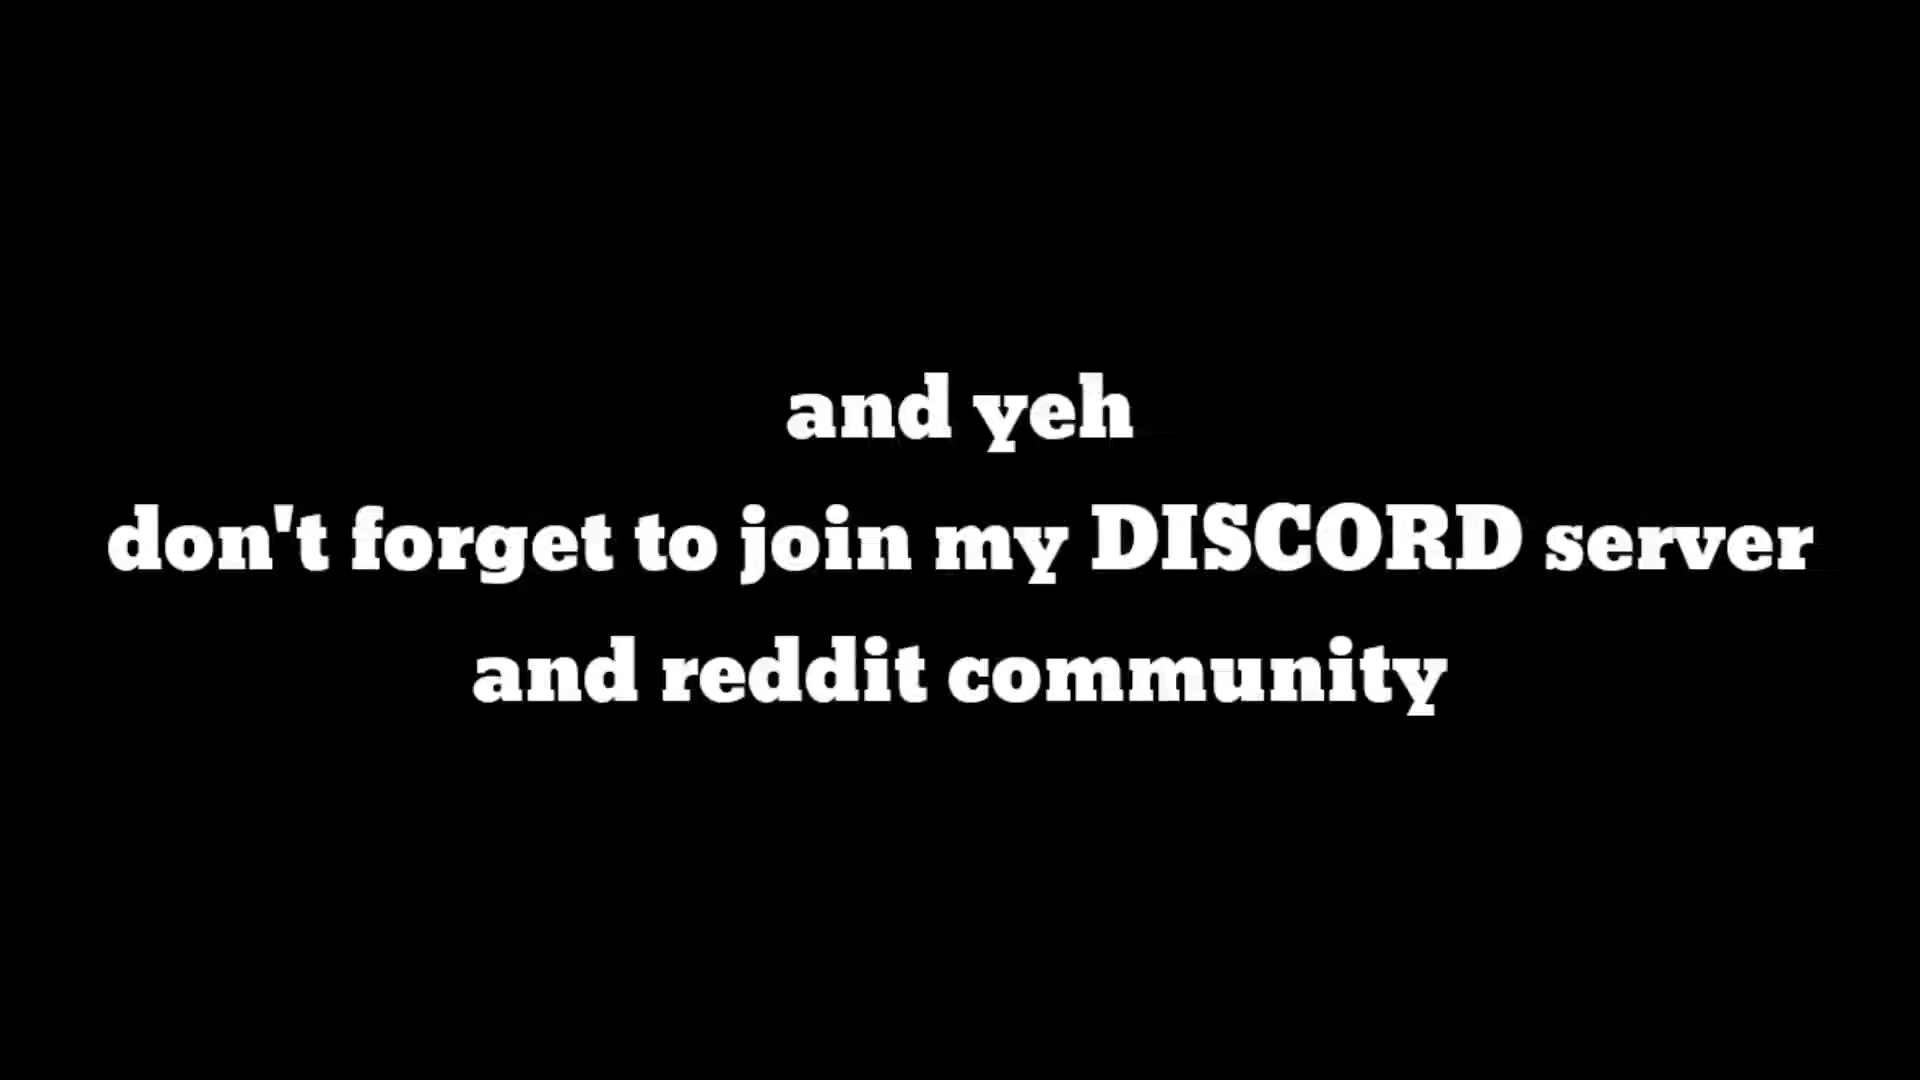 and yeh
don't forget to join my DISCORD server
and reddit community